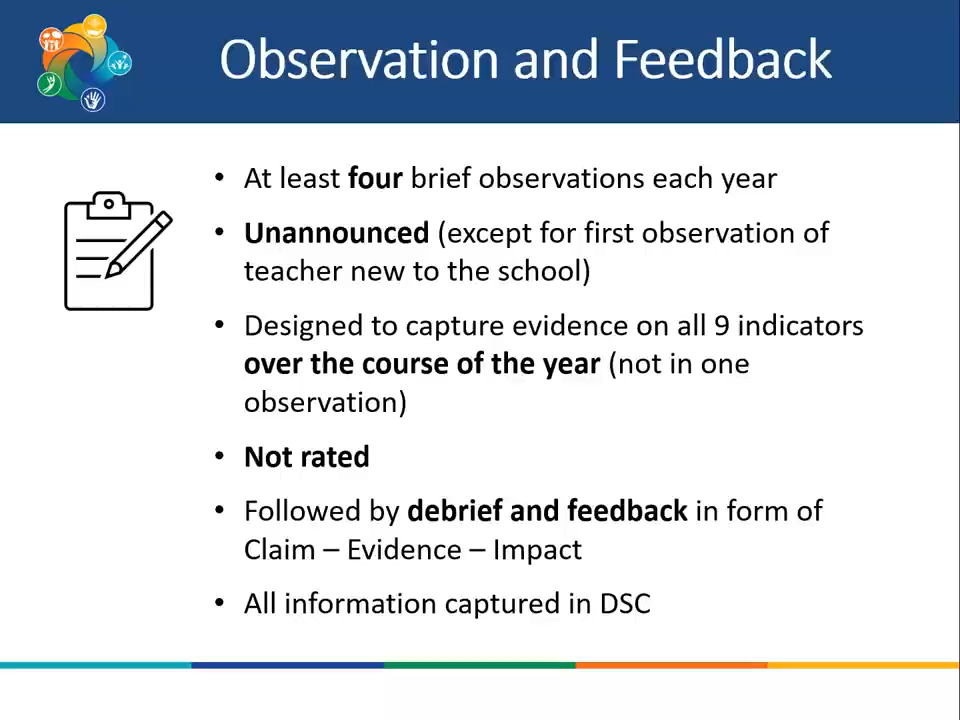 Observation and Feedback
• At least four brief observations each year
• Unannounced (except for first observation of
teacher new to the school)
• Designed to capture evidence on all 9 indicators
over the course of the year (not in one
observation)
• Not rated
• Followed by debrief and feedback in form of
Claim – Evidence – Impact
• All information captured in DSC